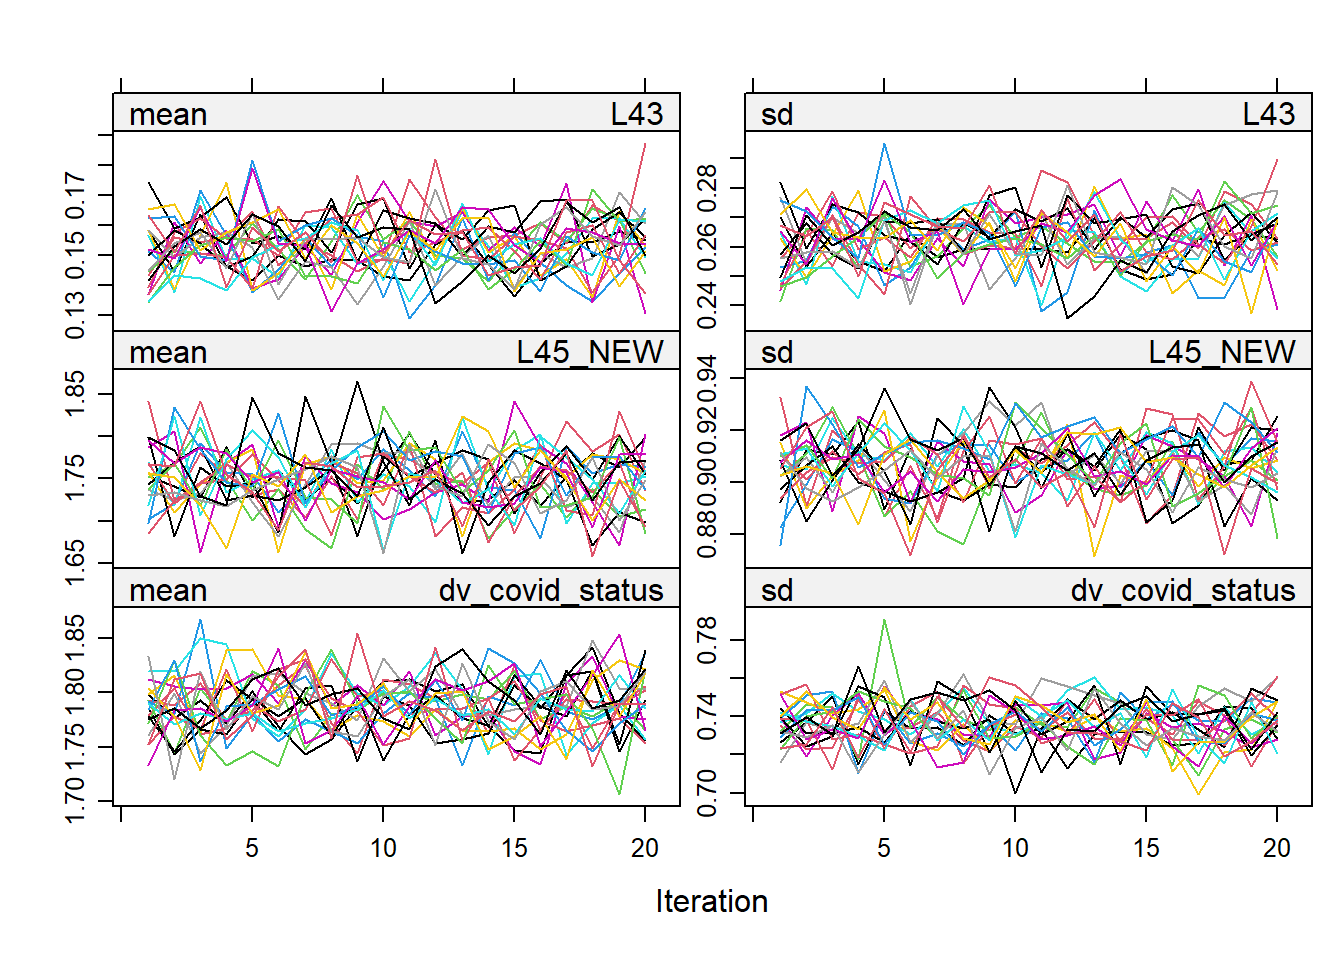 mean L43
sd L43
0.13 0.15 0.17
0.24 0.26 0.28
mean L45_NEW
sd L45_NEW
1.65 1.75 1.85
0.88 0.90 0.92 0.94
mean dv_covid_status
sd dv_covid_status
1.70 1.75 1.80 1.85
0.70 0.74 0.78
5 10 15 20
5 10 15 20
Iteration